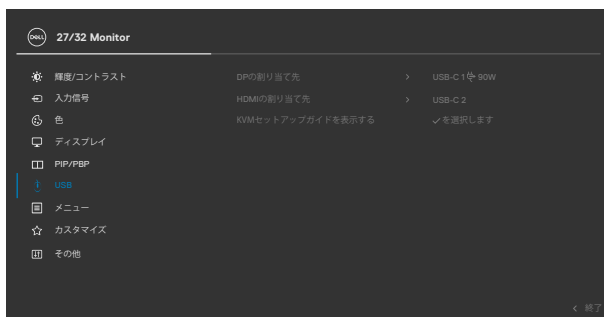 DELL 27/32 Monitor
輝度/コントラスト DPの割り当て先 > USB-C 1 90W
入力信号 HDMIの割り当て先 > USB-C 2
色 KVMセットアップガイドを表示する ✓を選択します
ディスプレイ
PIP/PBP
USB
メニュー
カスタマイズ
その他
< 終了